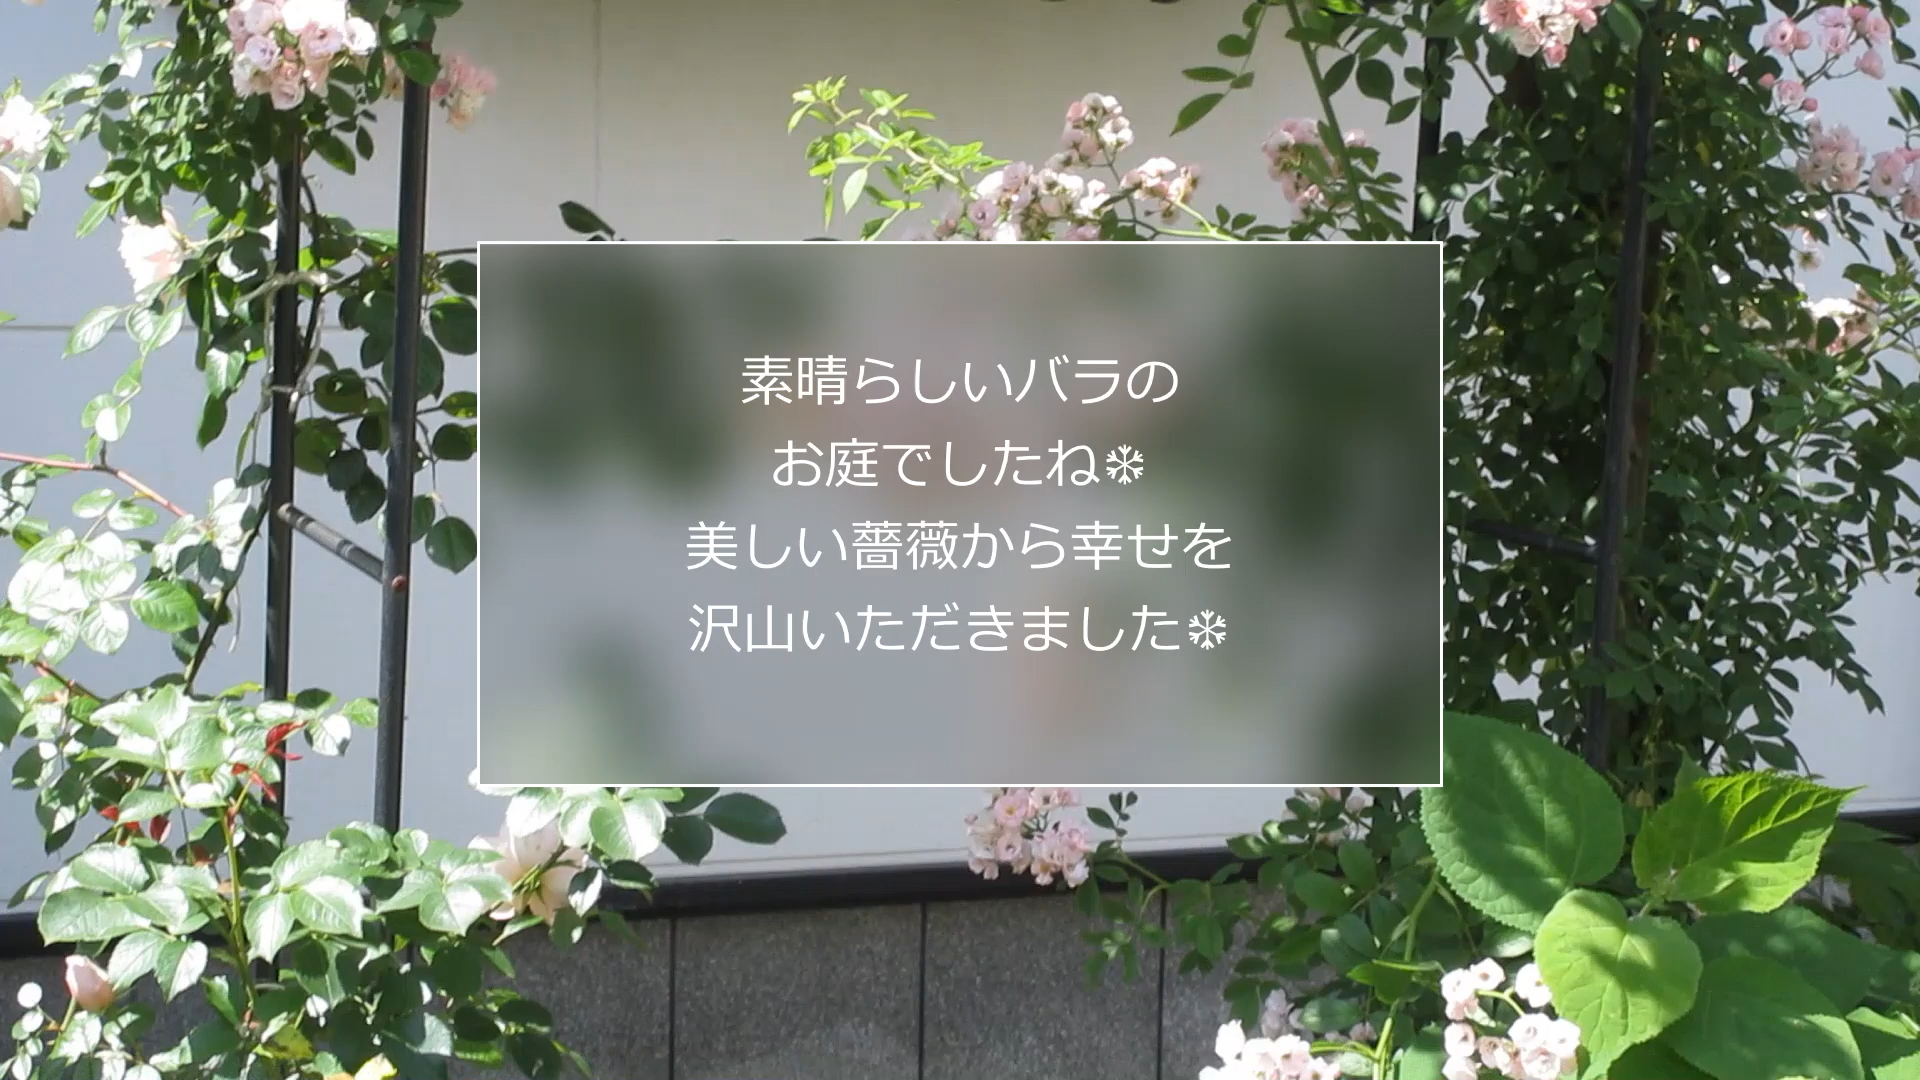 素晴らしいバラの
お庭でしたね❄
美しい薔薇から幸せを
沢山いただきました❄